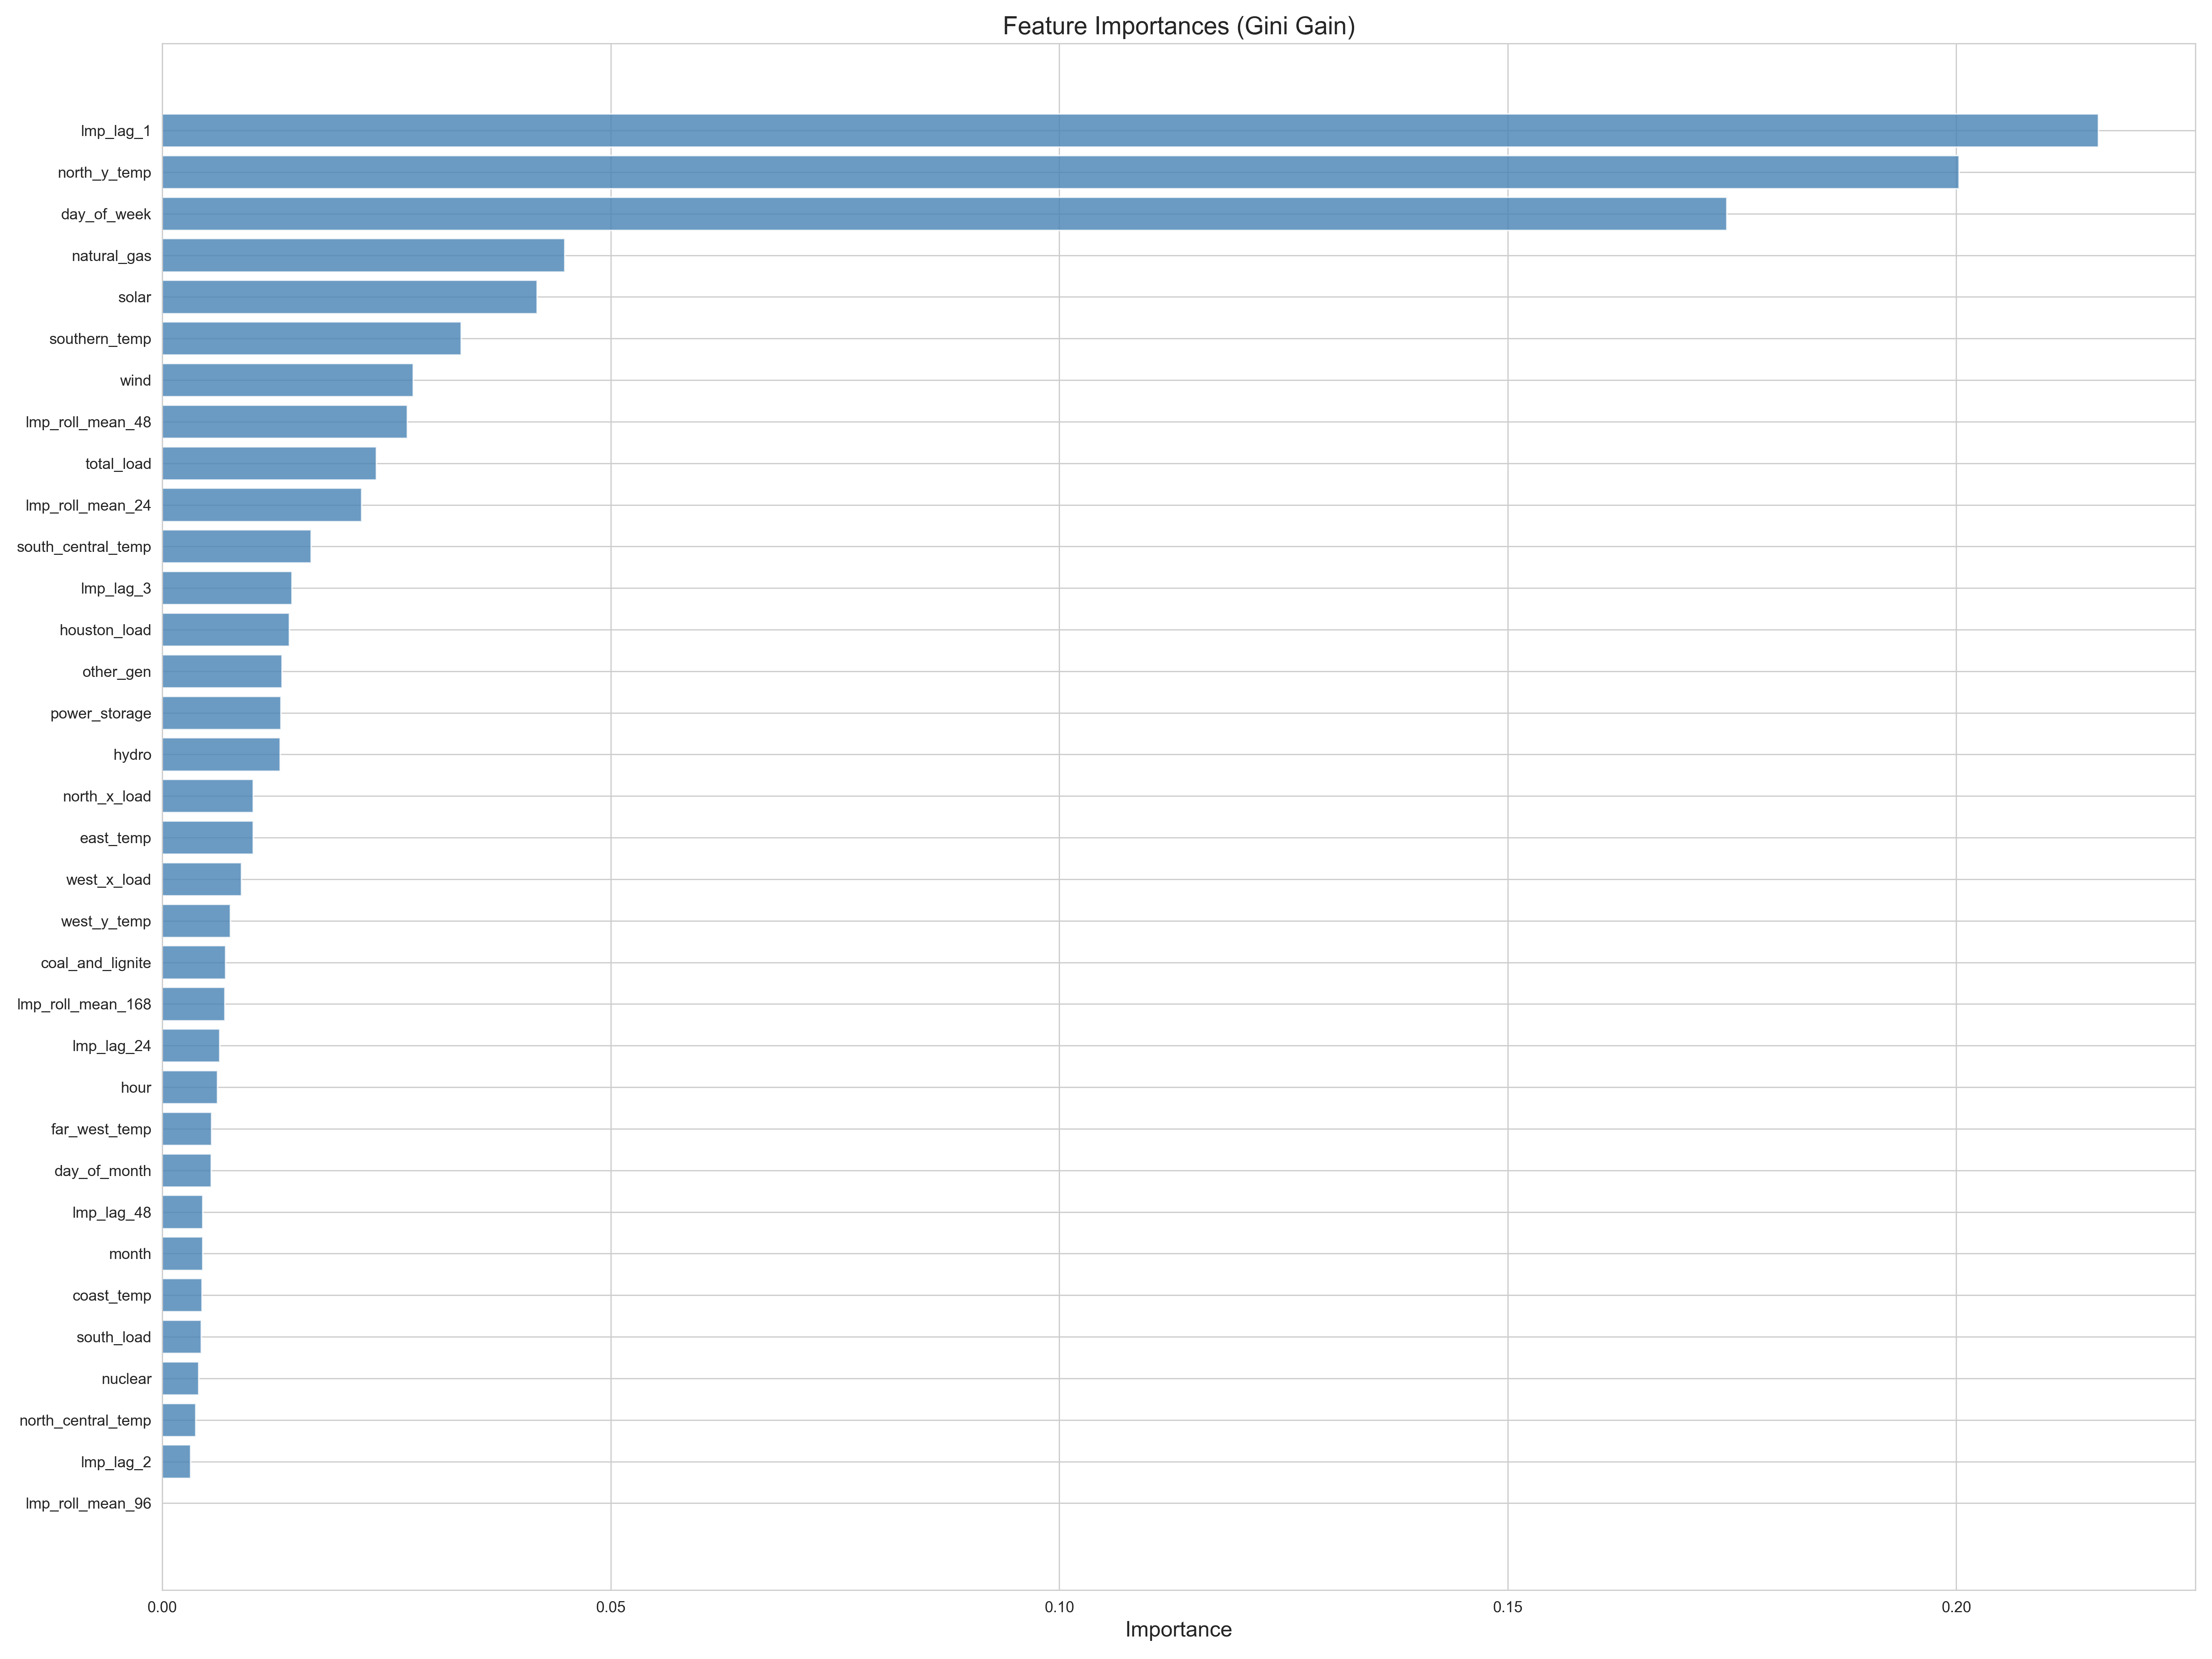 Feature Importances (Gini Gain)
lmp_lag_1
north_y_temp
day_of_week
natural_gas
solar
southern_temp
wind
lmp_roll_mean_48
total_load
lmp_roll_mean_24
south_central_temp
lmp_lag_3
houston_load
other_gen
power_storage
hydro
north_x_load
east_temp
west_x_load
west_y_temp
coal_and_lignite
lmp_roll_mean_168
lmp_lag_24
hour
far_west_temp
day_of_month
lmp_lag_48
month
coast_temp
south_load
nuclear
north_central_temp
lmp_lag_2
lmp_roll_mean_96
0.00 0.05 0.10 0.15 0.20
Importance